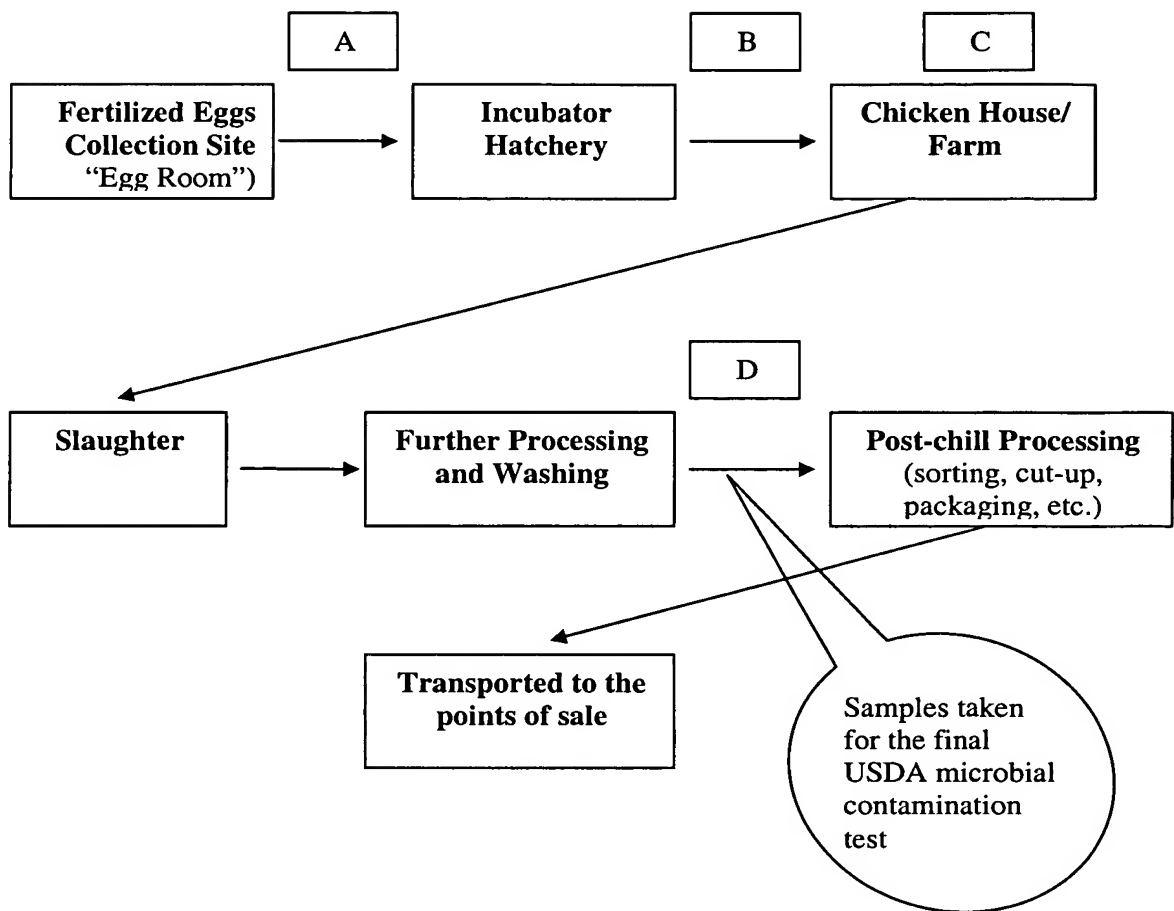 A
B
C
Fertilized Eggs
Collection Site
“Egg Room”)
Incubator
Hatchery
Chicken House/
Farm
D
Slaughter
Further Processing
and Washing
Post-chill Processing
(sorting, cut-up,
packaging, etc.)
Transported to the
points of sale
Samples taken
for the final
USDA microbial
contamination
test